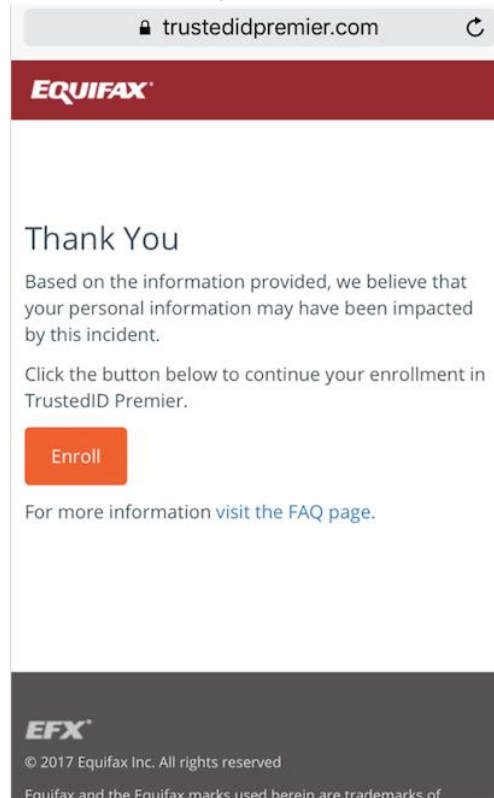 trustedidpremier.com
EQUIFAX
Thank You
Based on the information provided, we believe that
your personal information may have been impacted
by this incident.
Click the button below to continue your enrollment in
TrustedID Premier.
Enroll
For more information visit the FAQ page.
EFX
© 2017 Equifax Inc. All rights reserved
Equifax and the Equifax marks used herein are trademarks of